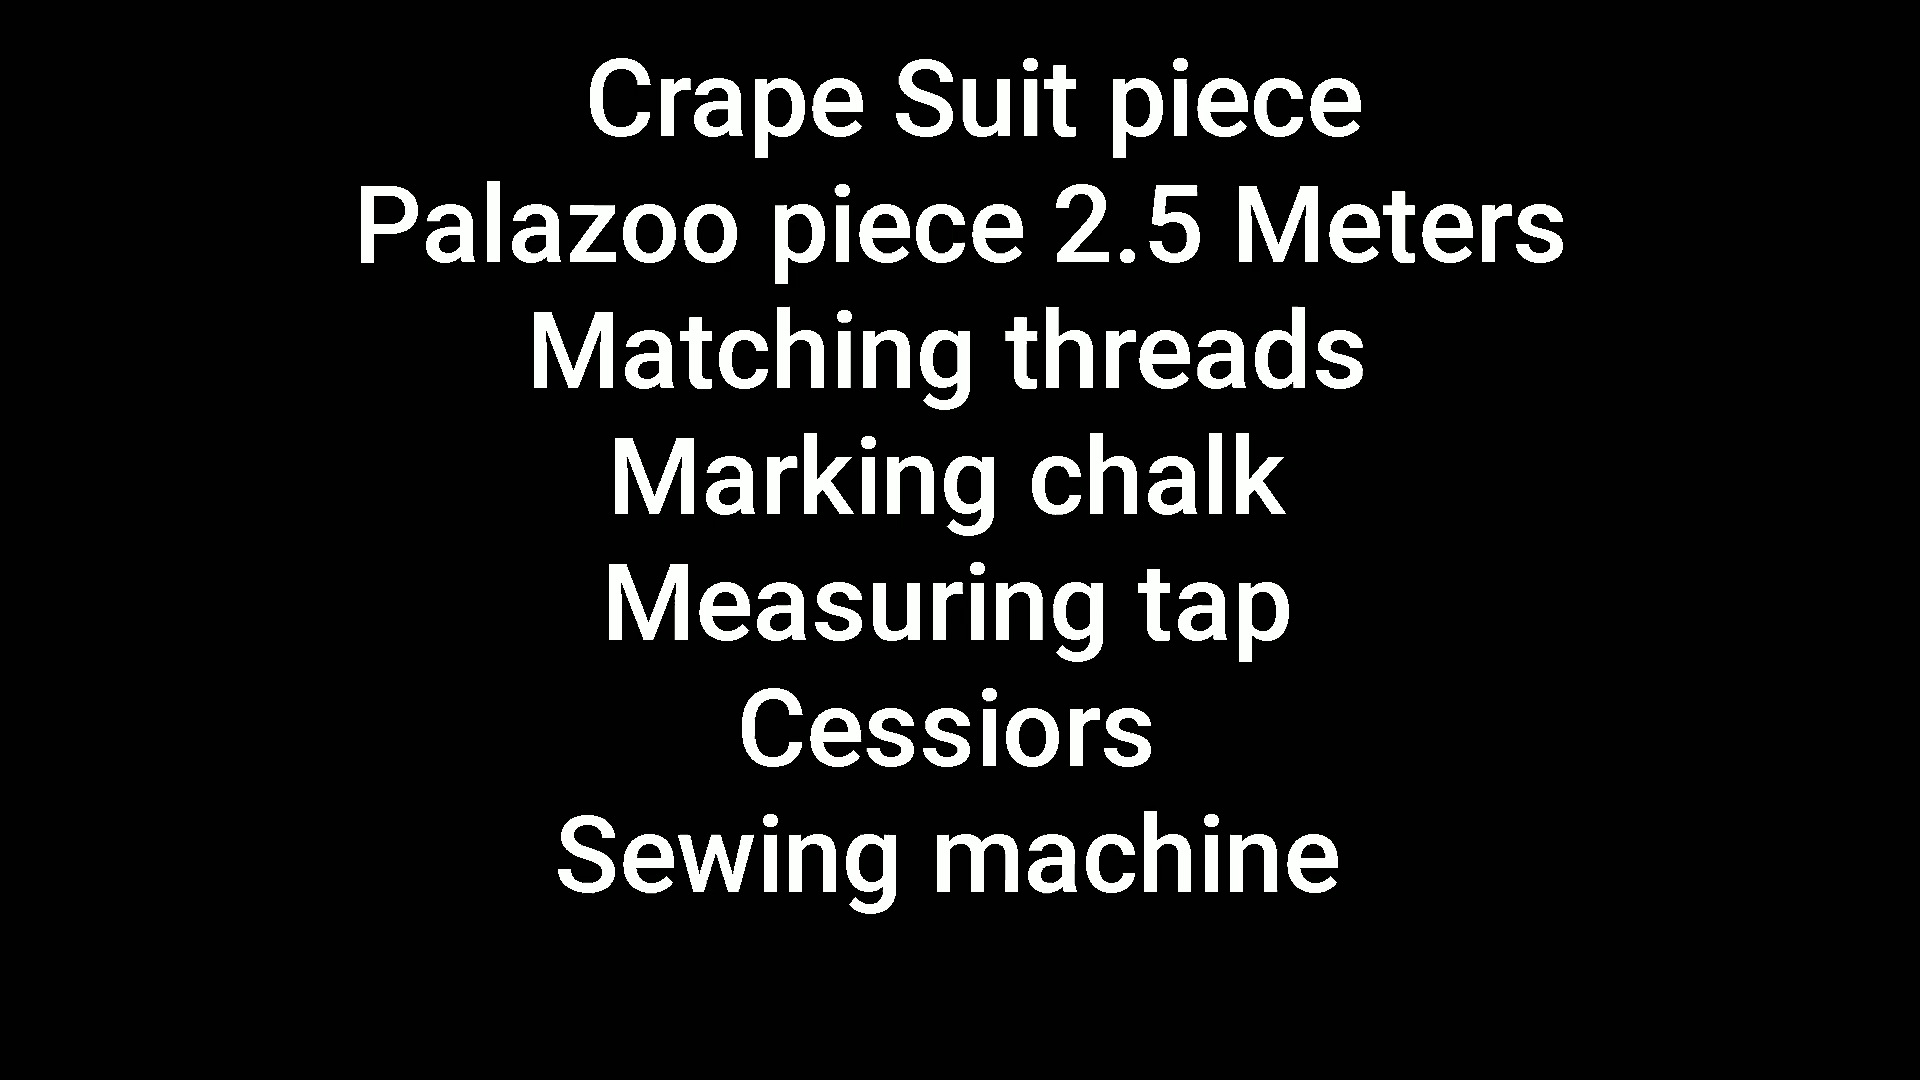 Crape Suit piece
Palazoo piece 2.5 Meters
Matching threads
Marking chalk
Measuring tap
Cessiors
Sewing machine